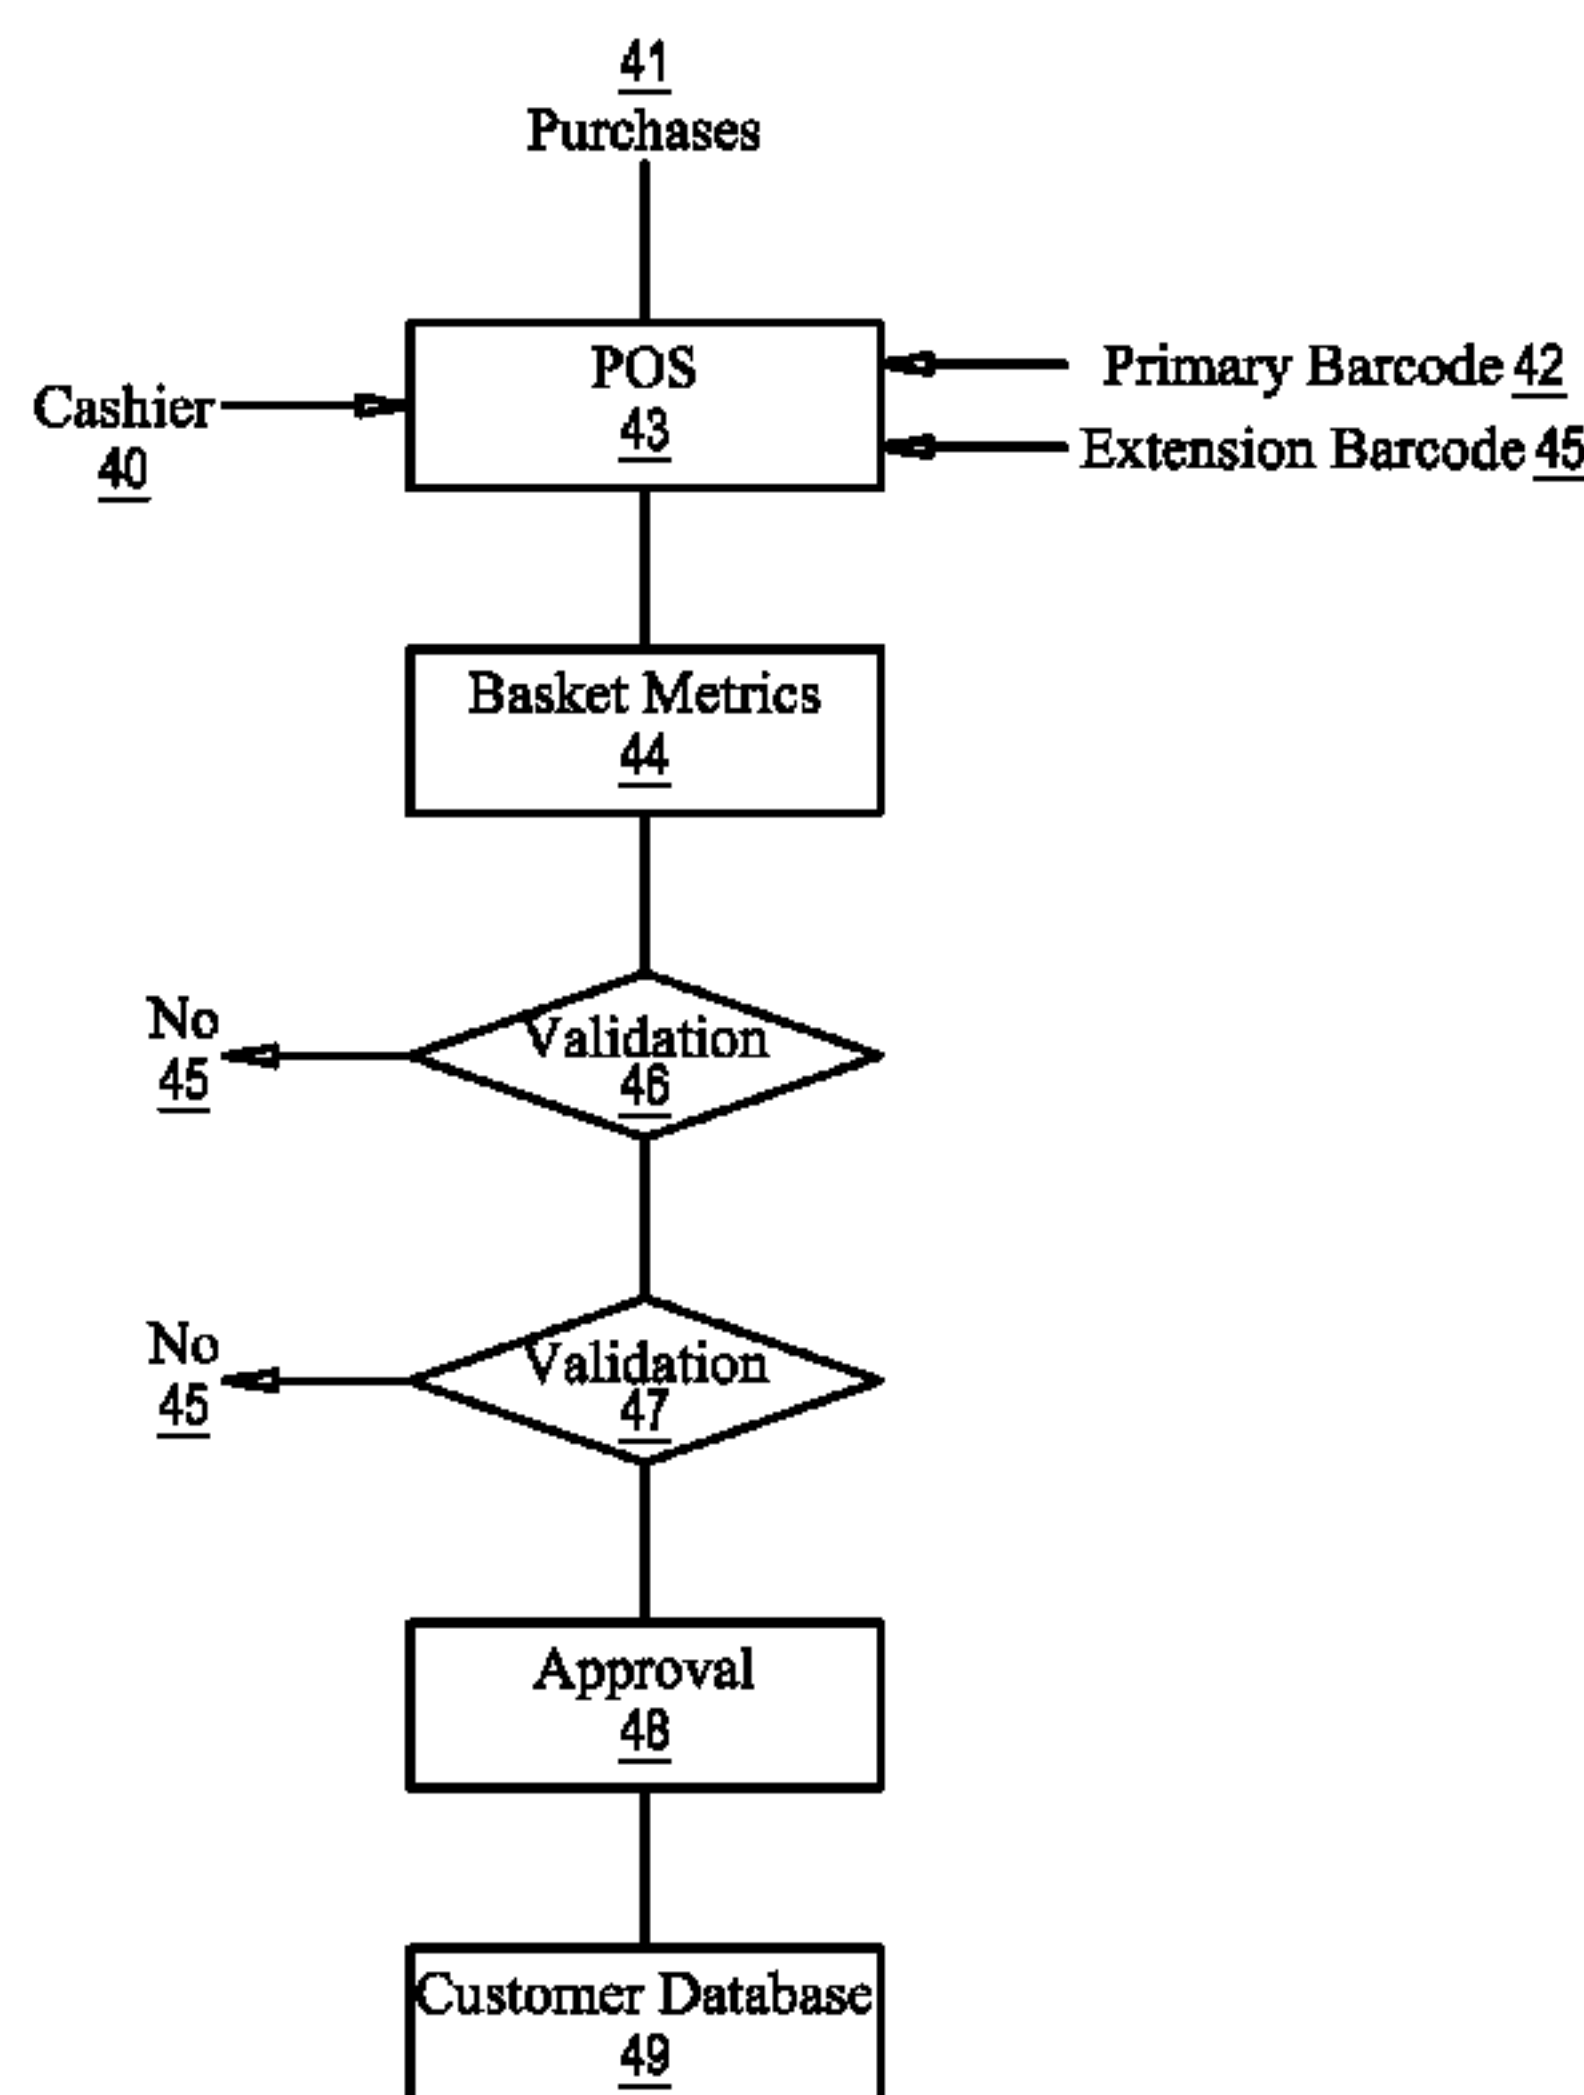 41
Purchases
POS
43
Primary Barcode 42
Cashier
40
Extension Barcode 45
Basket Metrics
44
No
45
Validation
46
No
45
Validation
47
Approval
48
Customer Database
49